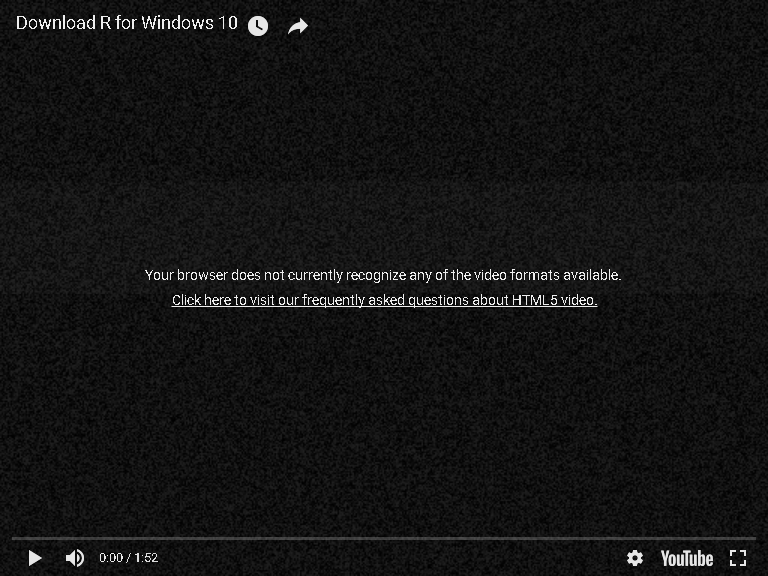 Download R for Windows 10
Your browser does not currently recognize any of the video formats available.
Click here to visit our frequently asked questions about HTML5 video.
0:00 / 1:52
YouTube